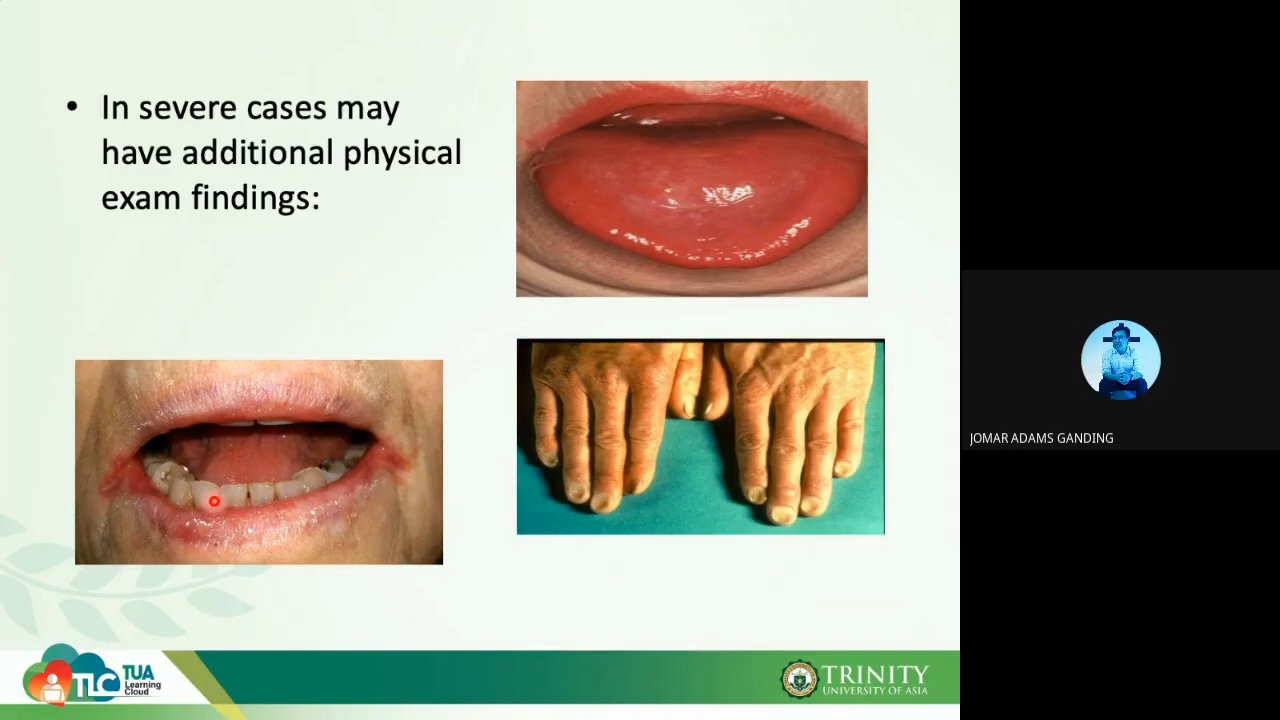 • In severe cases may
have additional physical
exam findings:
JOMAR ADAMS GANDING
TLC TUA
Learning
Cloud
TRINITY
UNIVERSITY OF ASIA